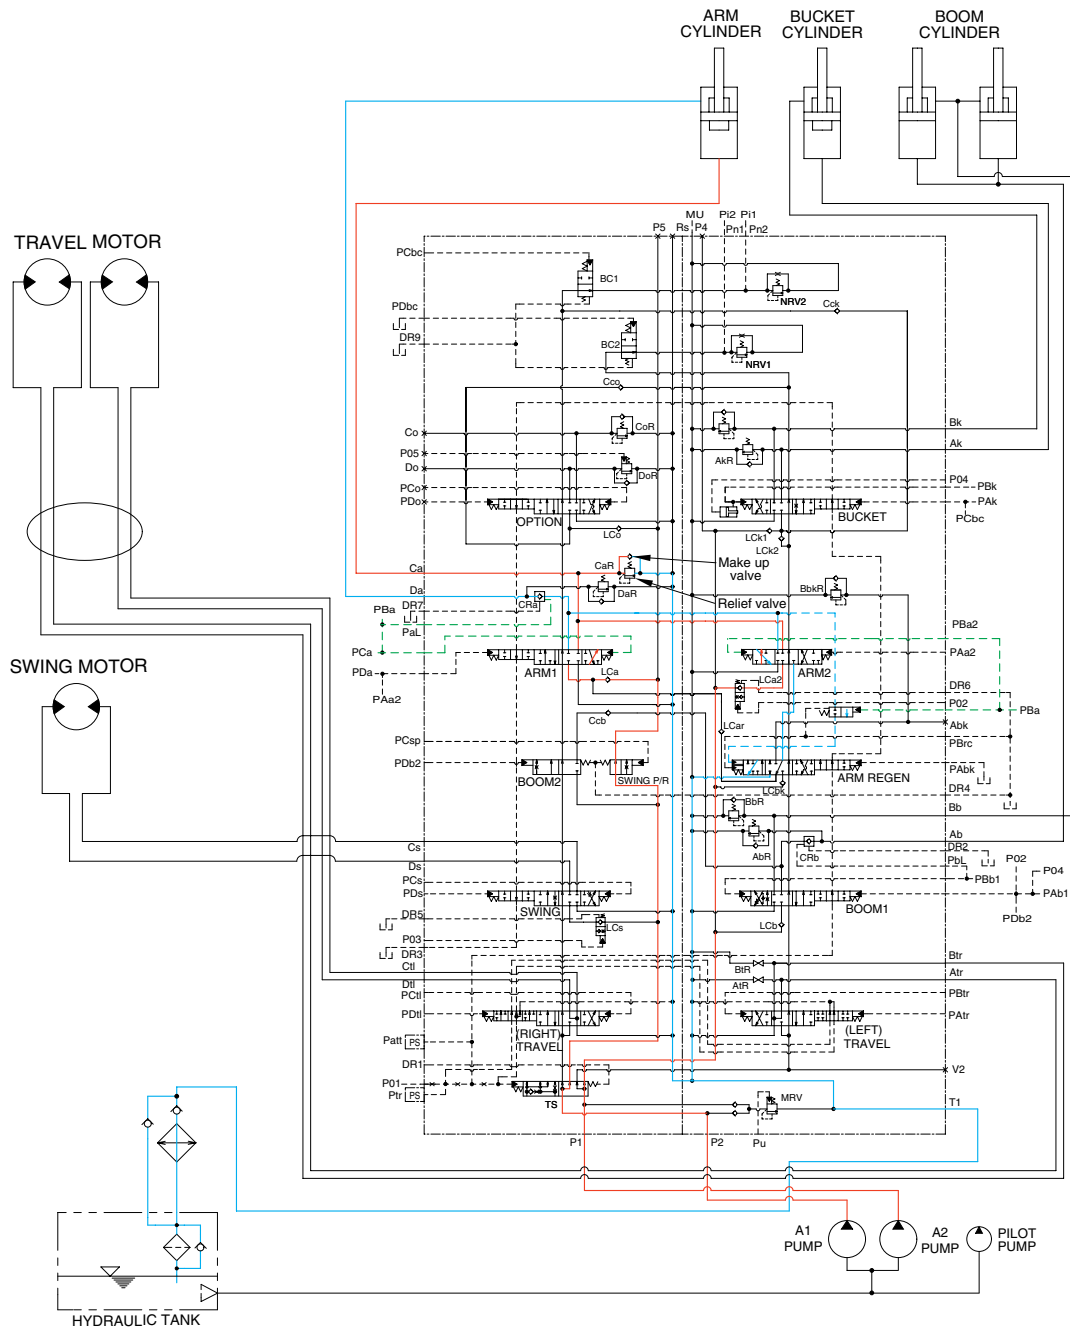 ARM
CYLINDER
BUCKET
CYLINDER
BOOM
CYLINDER
TRAVEL MOTOR
SWING MOTOR
MU
Pi2
Pi1
P5
Rs
P4
Pn1
Pn2
PCbc
BC1
NRV2
Cck
PDbc
DR9
BC2
NRV1
Cco
Co
CoR
P05
Do
DoR
PCo
PDo
OPTION
LCo
Bk
Ak
AkR
P04
PBk
PAk
PCbc
BUCKET
LCk1
LCk2
Ca
CaR
Make up
valve
Da
DaR
Relief valve
BbkR
PBa
DR7
CRa
PaL
PCa
PDa
PAa2
ARM1
LCa
PBa2
PAa2
ARM2
LCa2
DR6
P02
PBa
Ccb
LCar
Abk
PCsp
PBrc
PDb2
BOOM2
SWING P/R
ARM REGEN
PAbk
LCbk
DR4
Bb
BbR
Cs
AbR
CRb
Ab
DR2
Ds
PbL
P02
PCs
PBb1
P04
PDs
PAb1
SWING
BOOM1
PDb2
DR5
LCs
LCb
P03
DR3
Ctl
Btr
BtR
Atr
AtR
Dtl
PCtl
PBtr
PDtl
PAtr
(RIGHT)
TRAVEL
(LEFT)
TRAVEL
Patt
PS
DR1
V2
P01
Ptr
PS
TS
MRV
T1
P1
P2
Pu
A1
PUMP
A2
PUMP
PILOT
PUMP
HYDRAULIC TANK